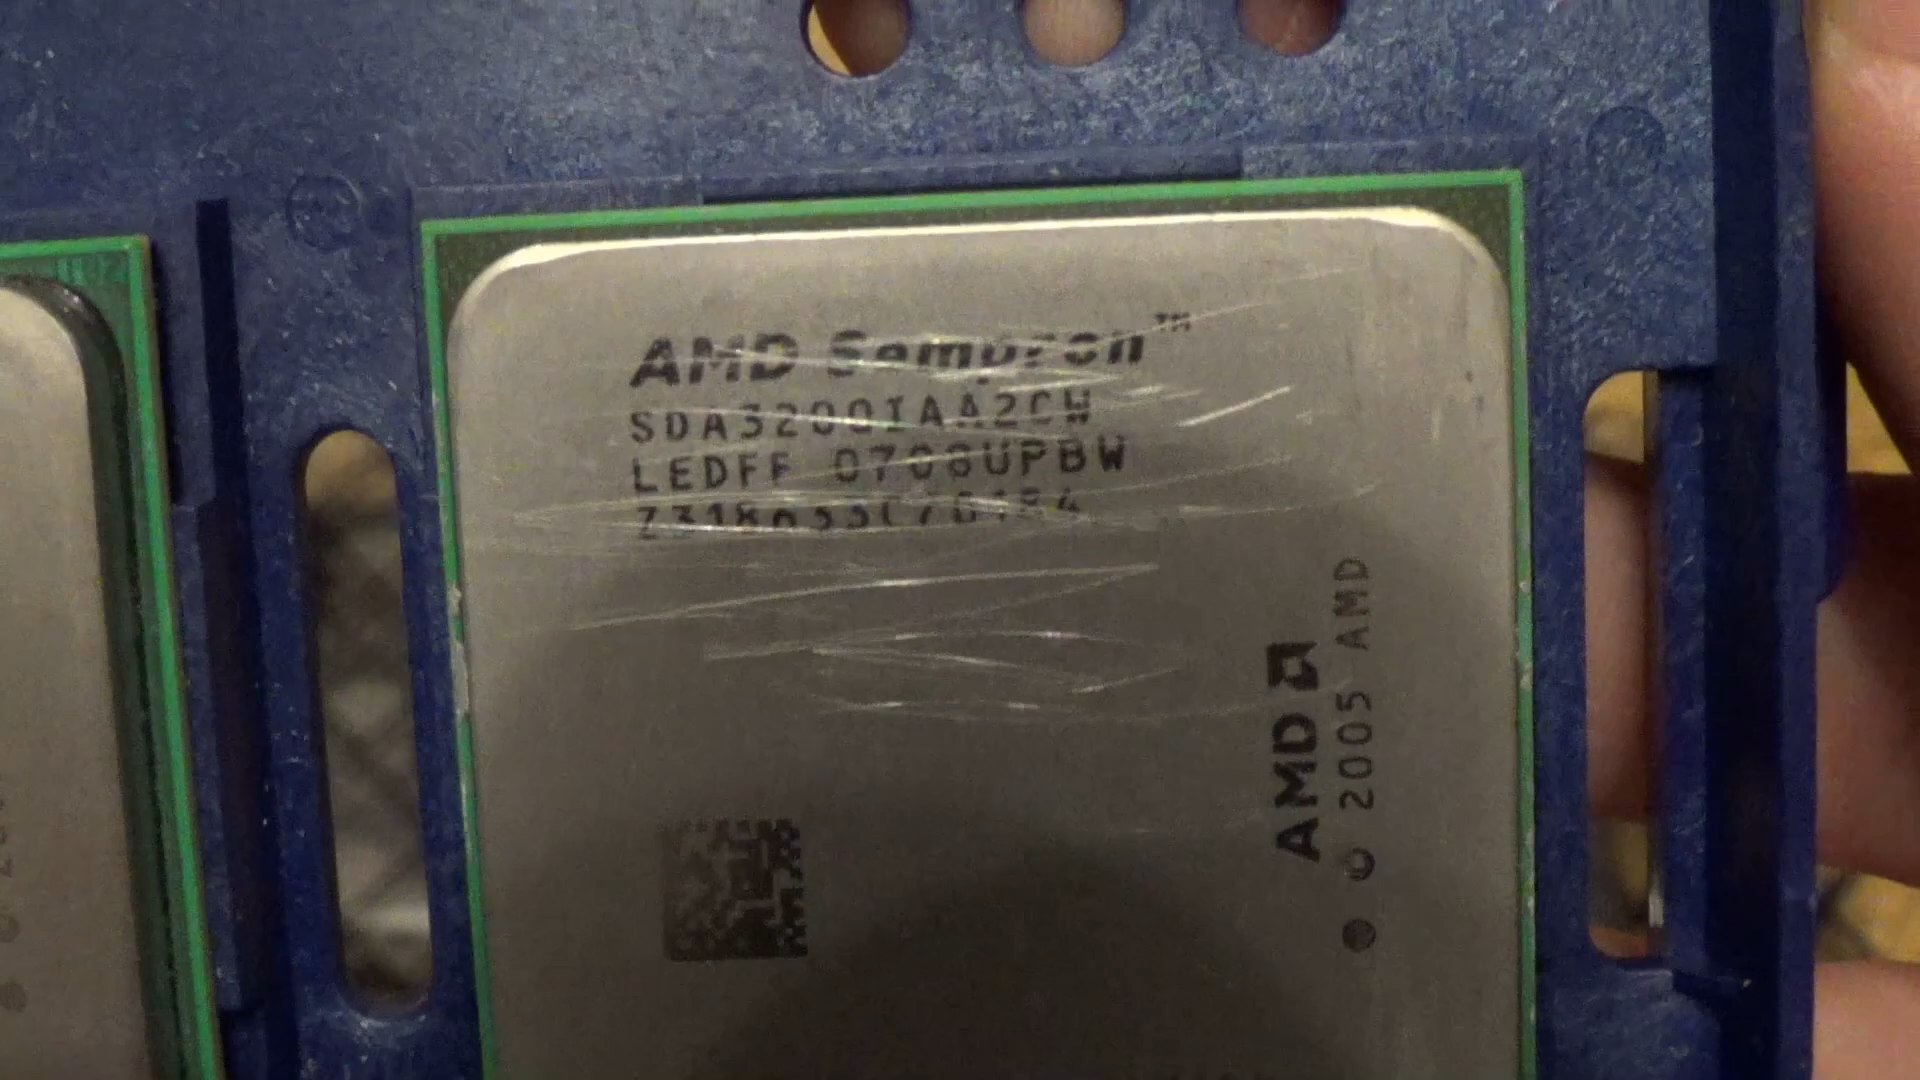 AMD Sempron™
SDA3200IAA2CW
LEDFF 0708UPBW
AMD
© 2005 AMD